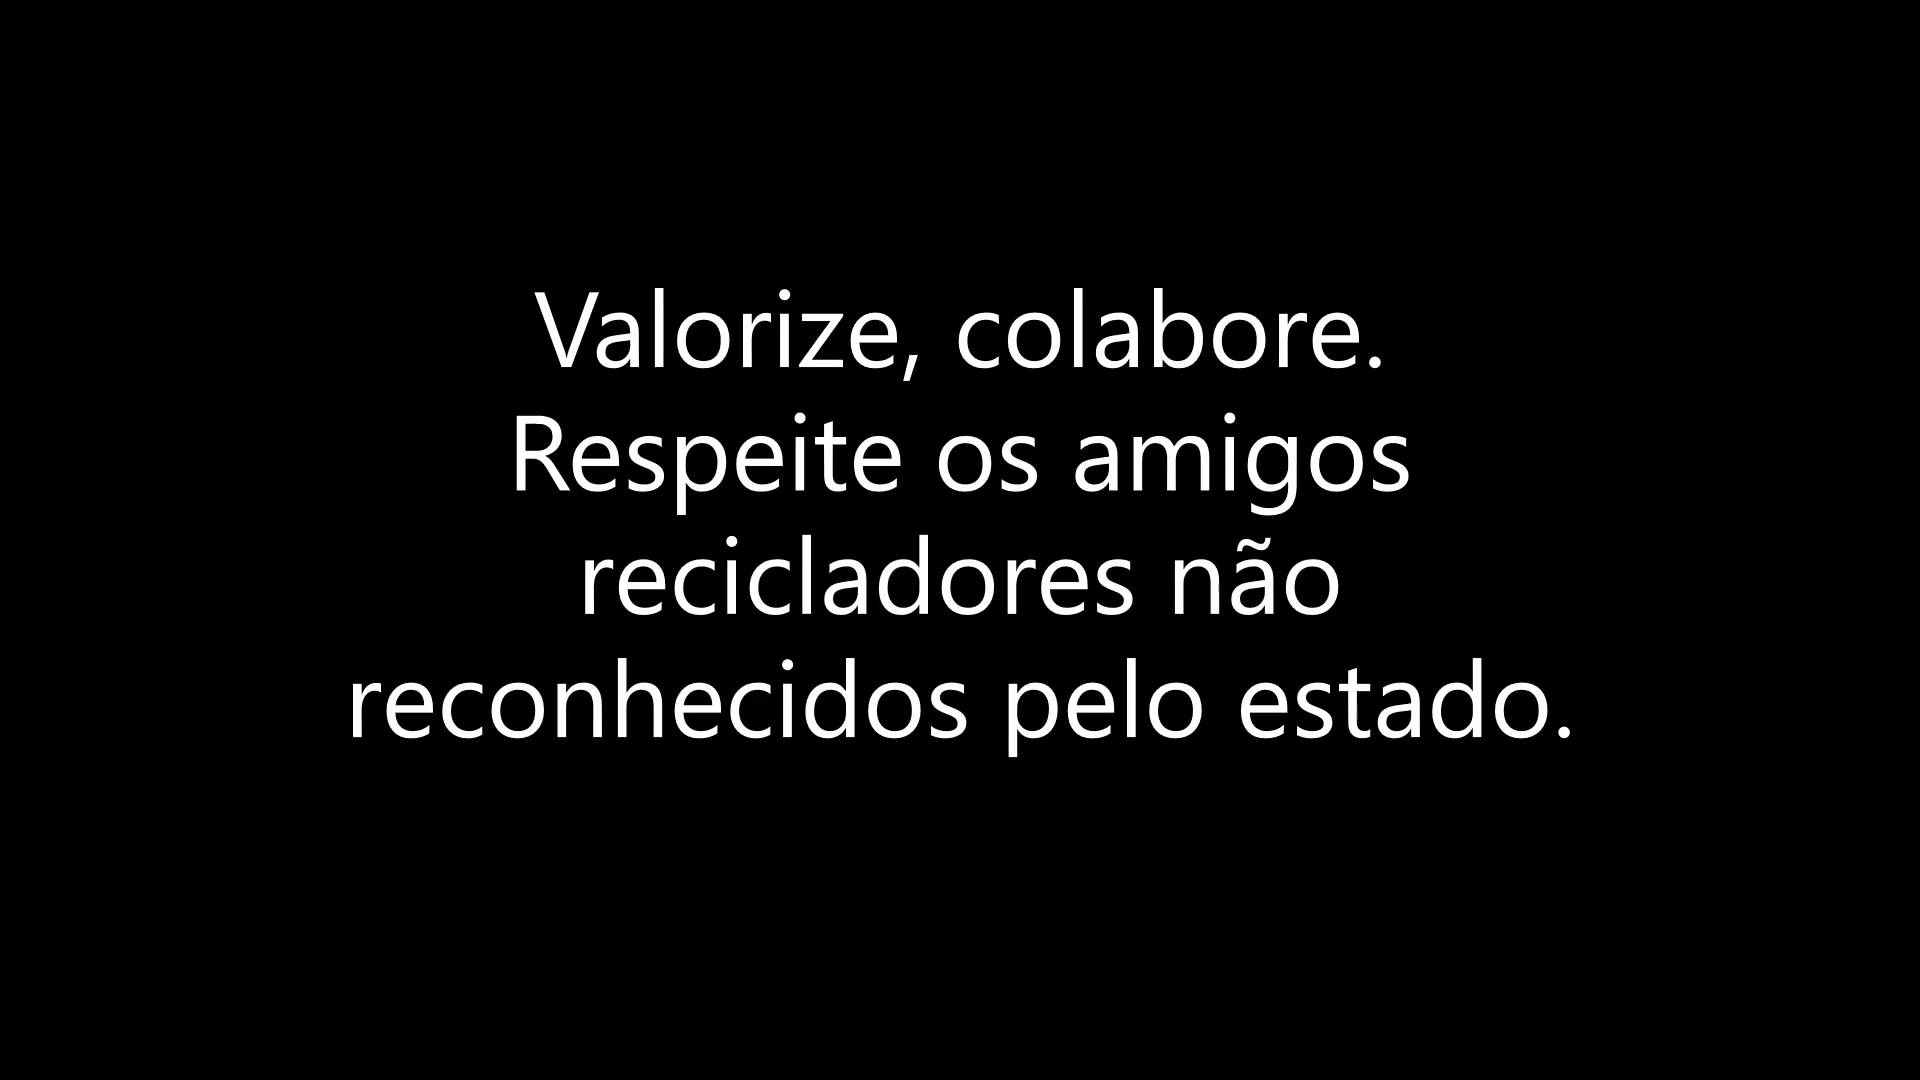 Valorize, colabore.
Respeite os amigos
recicladores não
reconhecidos pelo estado.